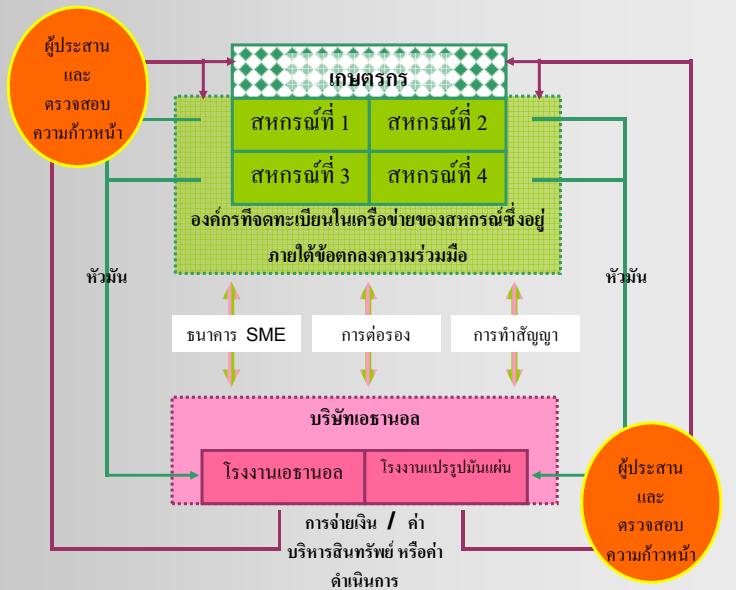 ผู้ประสาน
และ
ตรวจสอบ
ความก้าวหน้า
เกษตรกร
สหกรณ์ที่ 1
สหกรณ์ที่ 2
สหกรณ์ที่ 3
สหกรณ์ที่ 4
องค์กรที่จดทะเบียนในเครือข่ายของสหกรณ์ซึ่งอยู่
ภายใต้ข้อตกลงความร่วมมือ
หัวมัน
หัวมัน
ธนาคาร SME
การต่อรอง
การทำสัญญา
บริษัทเอธานอล
โรงงานเอธานอล
โรงงานแปรรูปมันแผ่น
ผู้ประสาน
และ
ตรวจสอบ
ความก้าวหน้า
การจ่ายเงิน / ค่า
บริหารสินทรัพย์ หรือค่า
ดำเนินการ